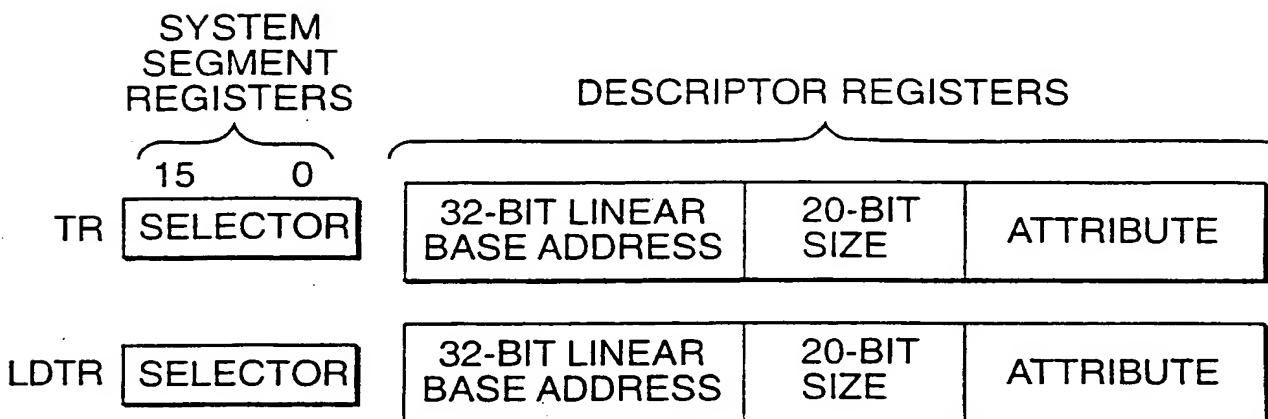 SYSTEM
SEGMENT
REGISTERS
DESCRIPTOR REGISTERS
15 0
TR SELECTOR 32-BIT LINEAR BASE ADDRESS 20-BIT SIZE ATTRIBUTE
LDTR SELECTOR 32-BIT LINEAR BASE ADDRESS 20-BIT SIZE ATTRIBUTE